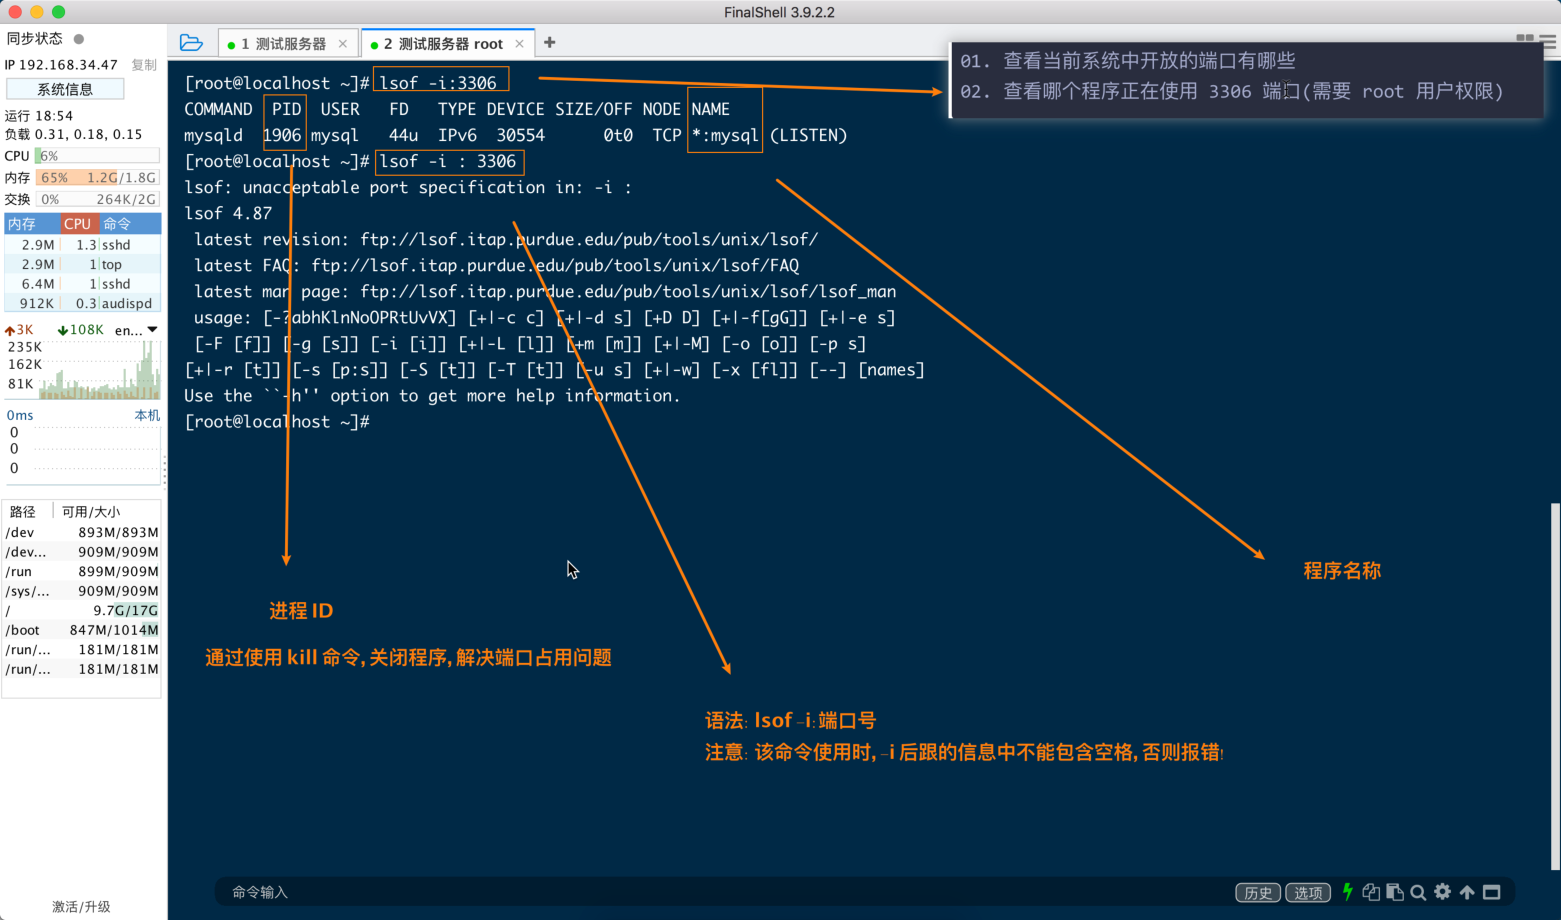 FinalShell 3.9.2.2
同步状态
IP 192.168.34.47 复制
系统信息
运行 18:54
负载 0.31, 0.18, 0.15
CPU 6%
内存 65% 1.2G/1.8G
交换 0% 264K/2G
内存 CPU 命令
2.9M 1.3 sshd
2.9M 1 top
6.4M 1 sshd
912K 0.3 audispd
3K 108K en...
235K
162K
81K
0ms 本机
0
0
0
路径 可用/大小
/dev 893M/893M
/dev... 909M/909M
/run 899M/909M
/sys/... 909M/909M
/ 9.7G/17G
/boot 847M/1014M
/run/... 181M/181M
/run/... 181M/181M
激活/升级
1 测试服务器
2 测试服务器 root
01. 查看当前系统中开放的端口有哪些
02. 查看哪个程序正在使用 3306 端口(需要 root 用户权限)
[root@localhost ~]# lsof -i:3306
COMMAND PID USER FD TYPE DEVICE SIZE/OFF NODE NAME
mysqld 1906 mysql 44u IPv6 30554 0t0 TCP *:mysql (LISTEN)
[root@localhost ~]# lsof -i : 3306
lsof: unacceptable port specification in: -i :
lsof 4.87
latest revision: ftp://lsof.itap.purdue.edu/pub/tools/unix/lsof/
latest FAQ: ftp://lsof.itap.purdue.edu/pub/tools/unix/lsof/FAQ
latest man page: ftp://lsof.itap.purdue.edu/pub/tools/unix/lsof/lsof_man
usage: [-?abhKlnNoOPRtUvVX] [+|-c c] [+|-d s] [+D D] [+|-f[gG]] [+|-e s]
[-F [f]] [-g [s]] [-i [i]] [+|-L [l]] [+m [m]] [+|-M] [-o [o]] [-p s]
[+|-r [t]] [-s [p:s]] [-S [t]] [-T [t]] [-u s] [+|-w] [-x [fl]] [--] [names]
Use the ``-h'' option to get more help information.
[root@localhost ~]#
程序名称
进程 ID
通过使用 kill 命令, 关闭程序, 解决端口占用问题
语法: lsof -i: 端口号
注意: 该命令使用时, -i 后跟的信息中不能包含空格, 否则报错!
命令输入
历史 选项